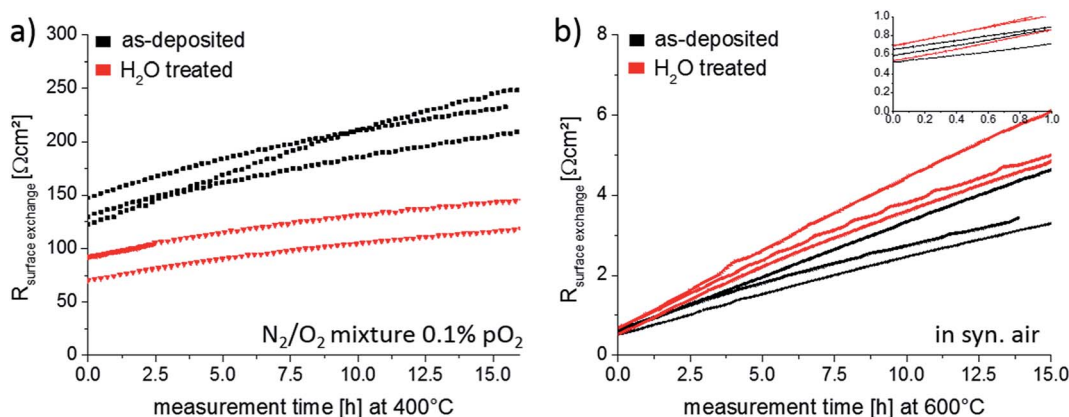 a)
as-deposited
H₂O treated
300
250
200
150
100
50
0
R surface exchange [Ωcm²]
N₂/O₂ mixture 0.1% pO₂
0.0 2.5 5.0 7.5 10.0 12.5 15.0
measurement time [h] at 400°C
b)
as-deposited
H₂O treated
8
6
4
2
0
R surface exchange [Ωcm²]
1.0
0.8
0.6
0.4
0.2
0.0
0.0 0.2 0.4 0.6 0.8 1.0
in syn. air
0.0 2.5 5.0 7.5 10.0 12.5 15.0
measurement time [h] at 600°C